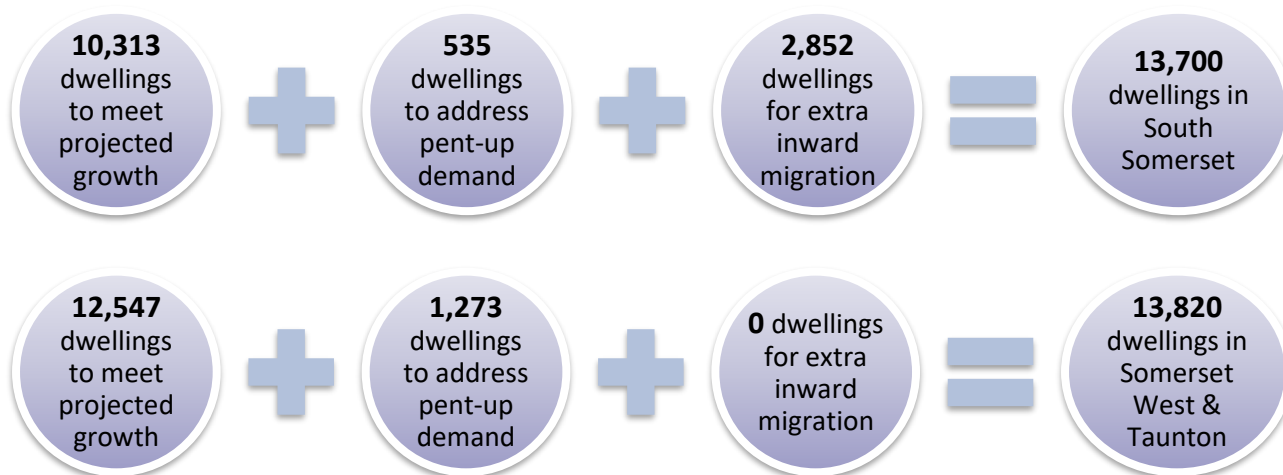 10,313
dwellings
to meet
projected
growth
535
dwellings
to address
pent-up
demand
2,852
dwellings
for extra
inward
migration
13,700
dwellings in
South
Somerset
12,547
dwellings
to meet
projected
growth
1,273
dwellings
to address
pent-up
demand
0 dwellings
for extra
inward
migration
13,820
dwellings in
Somerset
West &
Taunton